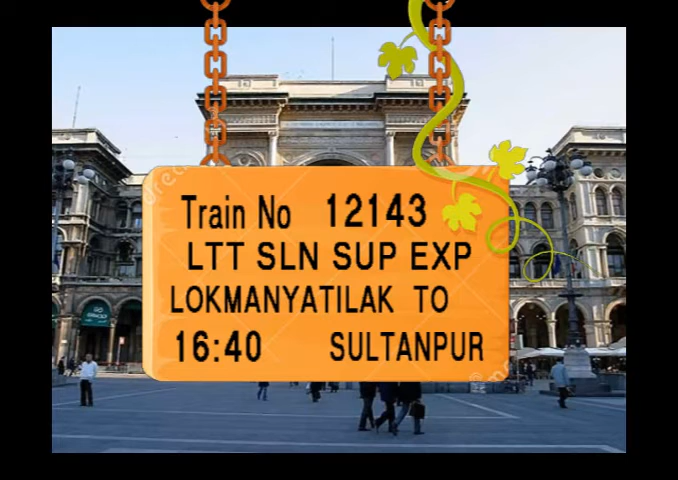 Train No 12143
LTT SLN SUP EXP
LOKMANYATILAK TO
16:40 SULTANPUR